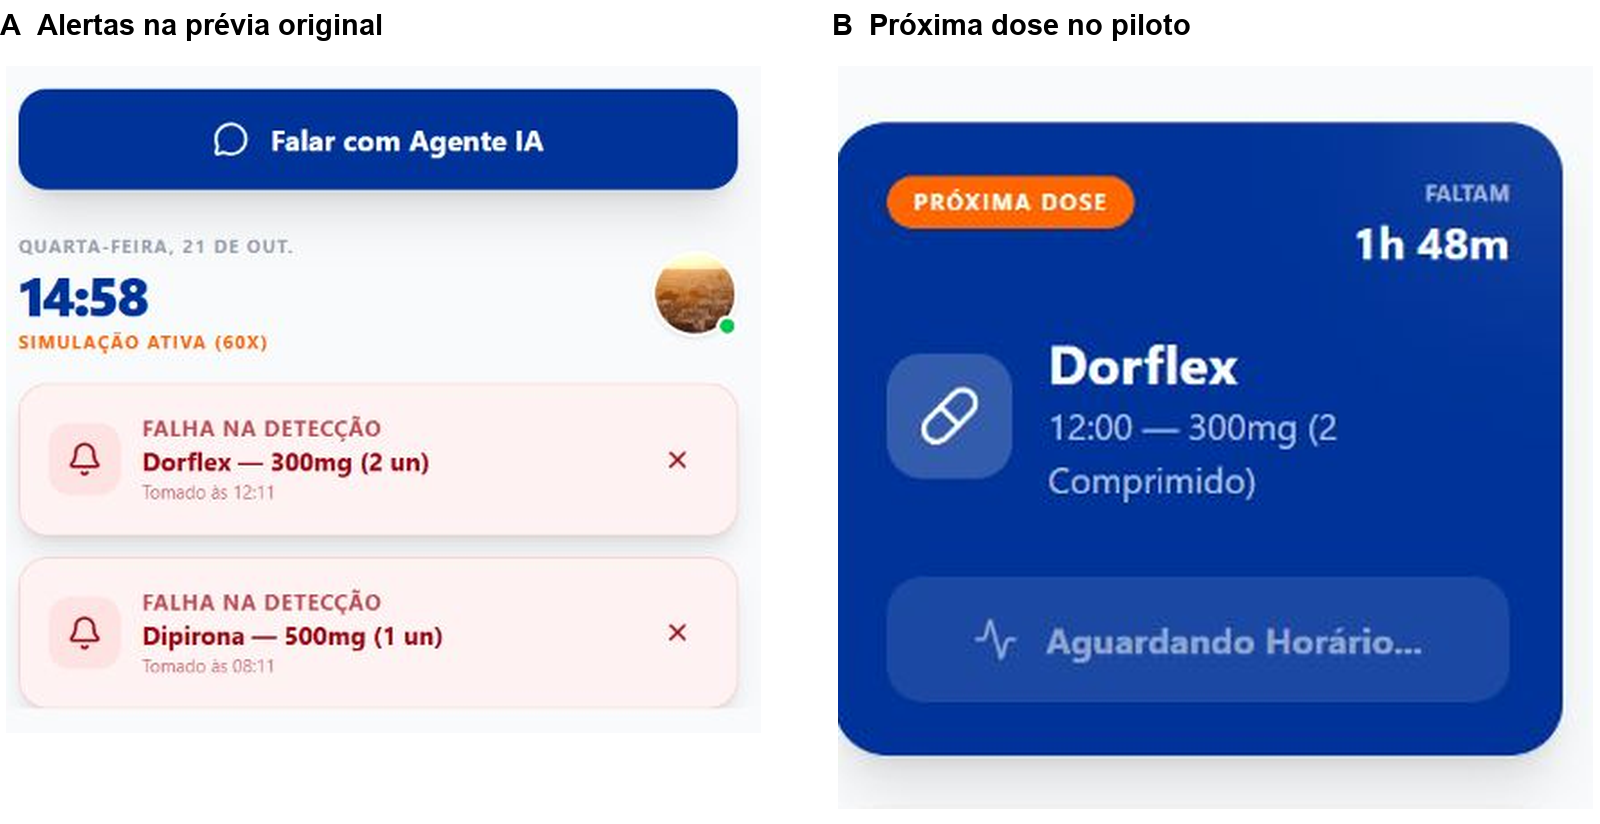 A Alertas na prévia original
Falar com Agente IA
QUARTA-FEIRA, 21 DE OUT.
14:58
SIMULAÇÃO ATIVA (60X)
FALHA NA DETECÇÃO
Dorflex — 300mg (2 un)
Tomado às 12:11
FALHA NA DETECÇÃO
Dipirona — 500mg (1 un)
Tomado às 08:11
B Próxima dose no piloto
PRÓXIMA DOSE
FALTAM
1h 48m
Dorflex
12:00 — 300mg (2
Comprimido)
Aguardando Horário...